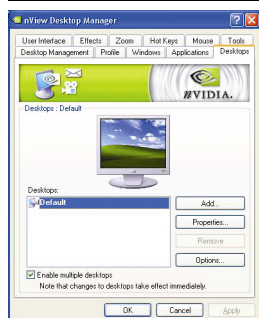 nView Desktop Manager
User Interface Effects Zoom Hot Keys Mouse Tools
Desktop Management Profile Windows Applications Desktops
NVIDIA.
Desktops : Default
Desktops:
Default
Add...
Properties...
Remove
Options...
Enable multiple desktops
Note that changes to desktops take effect immediately.
OK Cancel Apply